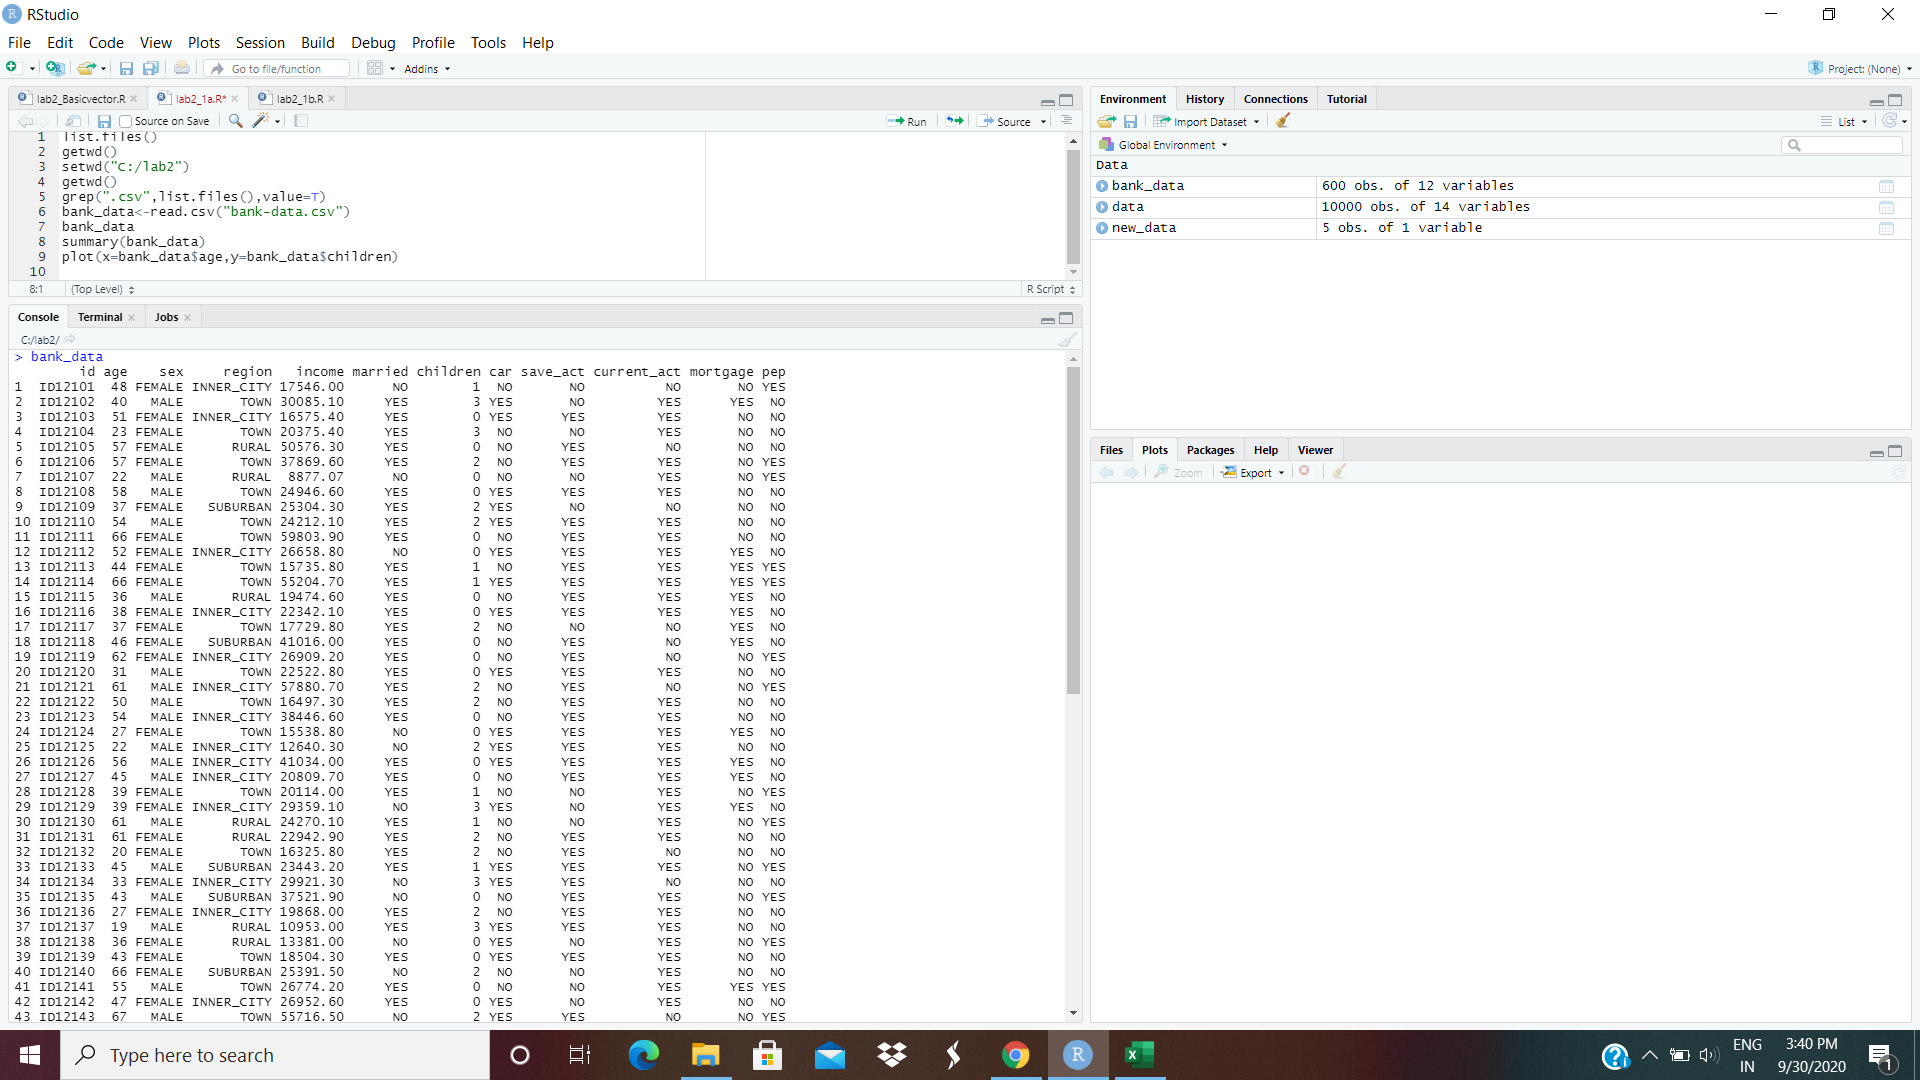 RStudio
File Edit Code View Plots Session Build Debug Profile Tools Help
Go to file/function Addins Project: (None)
lab2_Basicvector.R lab2_1a.R* lab2_1b.R
Source on Save Run Source
1 list.files()
2 getwd()
3 setwd("C:/lab2")
4 getwd()
5 grep(".csv",list.files(),value=T)
6 bank_data<-read.csv("bank-data.csv")
7 bank_data
8 summary(bank_data)
9 plot(x=bank_data$age,y=bank_data$children)
10
8:1 (Top Level) R Script
Console Terminal Jobs
C:/lab2/
> bank_data
id age sex region income married children car save_act current_act mortgage pep
1 ID12101 48 FEMALE INNER_CITY 17546.00 NO 1 NO NO NO NO YES
2 ID12102 40 MALE TOWN 30085.10 YES 3 YES NO YES YES NO
3 ID12103 51 FEMALE INNER_CITY 16575.40 YES 0 YES YES YES NO NO
4 ID12104 23 FEMALE TOWN 20375.40 YES 3 NO NO YES NO NO
5 ID12105 57 FEMALE RURAL 50576.30 YES 0 NO YES NO NO NO
6 ID12106 57 FEMALE TOWN 37869.60 YES 2 NO YES YES NO YES
7 ID12107 22 MALE RURAL 8877.07 NO 0 NO NO YES NO YES
8 ID12108 58 MALE TOWN 24946.60 YES 0 YES YES YES NO NO
9 ID12109 37 FEMALE SUBURBAN 25304.30 YES 2 YES NO NO NO NO
10 ID12110 54 MALE TOWN 24212.10 YES 2 YES YES YES NO NO
11 ID12111 66 FEMALE TOWN 59803.90 YES 0 NO YES YES NO NO
12 ID12112 52 FEMALE INNER_CITY 26658.80 NO 0 YES YES YES YES NO
13 ID12113 44 FEMALE TOWN 15735.80 YES 1 NO YES YES YES YES
14 ID12114 66 FEMALE TOWN 55204.70 YES 1 YES YES YES YES YES
15 ID12115 36 MALE RURAL 19474.60 YES 0 NO YES YES YES NO
16 ID12116 38 FEMALE INNER_CITY 22342.10 YES 0 YES YES YES YES NO
17 ID12117 37 FEMALE TOWN 17729.80 YES 2 NO NO NO YES NO
18 ID12118 46 FEMALE SUBURBAN 41016.00 YES 0 NO YES NO YES NO
19 ID12119 62 FEMALE INNER_CITY 26909.20 YES 0 NO YES NO NO YES
20 ID12120 31 MALE TOWN 22522.80 YES 0 YES YES YES NO NO
21 ID12121 61 MALE INNER_CITY 57880.70 YES 2 NO YES NO NO YES
22 ID12122 50 MALE TOWN 16497.30 YES 2 NO YES YES NO NO
23 ID12123 54 MALE INNER_CITY 38446.60 YES 0 NO YES YES NO NO
24 ID12124 27 FEMALE TOWN 15538.80 NO 0 YES YES YES YES NO
25 ID12125 22 MALE INNER_CITY 12640.30 NO 2 YES YES YES NO NO
26 ID12126 56 MALE INNER_CITY 41034.00 YES 0 YES YES YES YES NO
27 ID12127 45 MALE INNER_CITY 20809.70 YES 0 NO YES YES YES NO
28 ID12128 39 FEMALE TOWN 20114.00 YES 1 NO NO YES NO NO
29 ID12129 39 FEMALE INNER_CITY 29359.10 NO 3 YES NO YES YES NO
30 ID12130 61 MALE RURAL 24270.10 YES 1 NO NO YES NO YES
31 ID12131 61 FEMALE RURAL 22942.90 YES 2 NO YES YES NO NO
32 ID12132 20 FEMALE TOWN 16325.80 YES 2 NO YES NO NO NO
33 ID12133 45 MALE SUBURBAN 23443.20 YES 1 YES YES YES NO YES
34 ID12134 33 FEMALE INNER_CITY 29921.30 NO 3 YES YES NO NO NO
35 ID12135 43 MALE SUBURBAN 37521.90 NO 0 NO YES YES NO YES
36 ID12136 27 FEMALE INNER_CITY 19868.00 YES 2 NO YES YES NO NO
37 ID12137 19 MALE RURAL 10953.00 YES 3 YES YES YES NO NO
38 ID12138 36 FEMALE RURAL 13381.00 NO 0 YES NO YES NO YES
39 ID12139 43 FEMALE TOWN 18504.30 YES 0 YES YES YES NO NO
40 ID12140 66 FEMALE SUBURBAN 25391.50 NO 2 NO NO YES NO NO
41 ID12141 55 MALE TOWN 26774.20 YES 0 NO NO YES YES YES
42 ID12142 47 FEMALE INNER_CITY 26952.60 YES 0 YES NO YES NO NO
43 ID12143 67 MALE TOWN 55716.50 NO 2 YES YES NO NO YES
Environment History Connections Tutorial
Import Dataset List
Global Environment
Data
bank_data 600 obs. of 12 variables
data 10000 obs. of 14 variables
new_data 5 obs. of 1 variable
Files Plots Packages Help Viewer
Zoom Export
Type here to search
ENG
IN
3:40 PM
9/30/2020
1